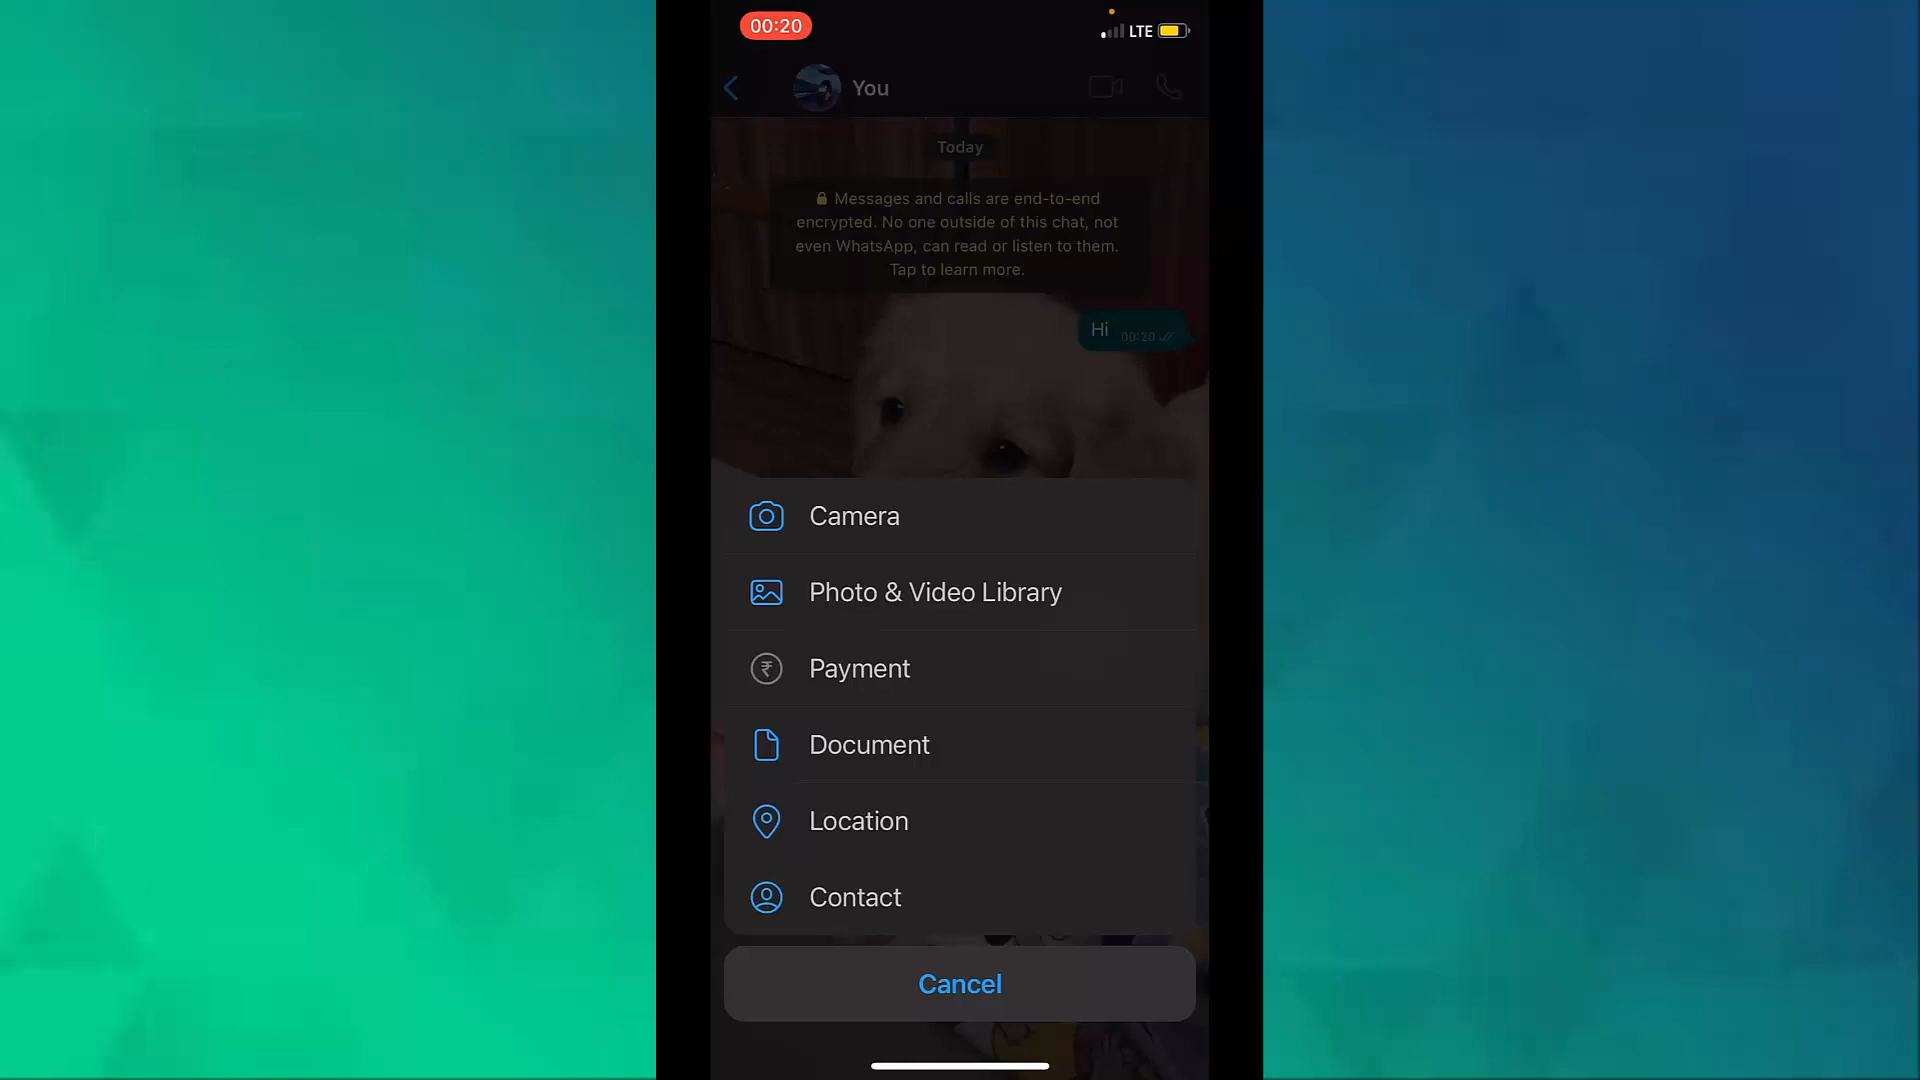 00:20
LTE
You
Today
Messages and calls are end-to-end
encrypted. No one outside of this chat, not
even WhatsApp, can read or listen to them.
Tap to learn more.
Hi 00:20
Camera
Photo & Video Library
₹ Payment
Document
Location
Contact
Cancel